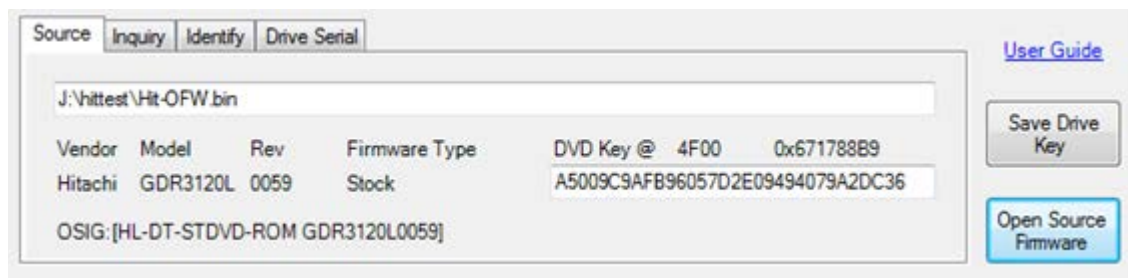 Source Inquiry Identify Drive Serial
User Guide
J:\hittest\Hit-OFW.bin
Save Drive
Key
Vendor Model Rev Firmware Type DVD Key @ 4F00 0x671788B9
Hitachi GDR3120L 0059 Stock A5009C9AFB96057D2E09494079A2DC36
OSIG:[HL-DT-STDVD-ROM GDR3120L0059]
Open Source
Firmware